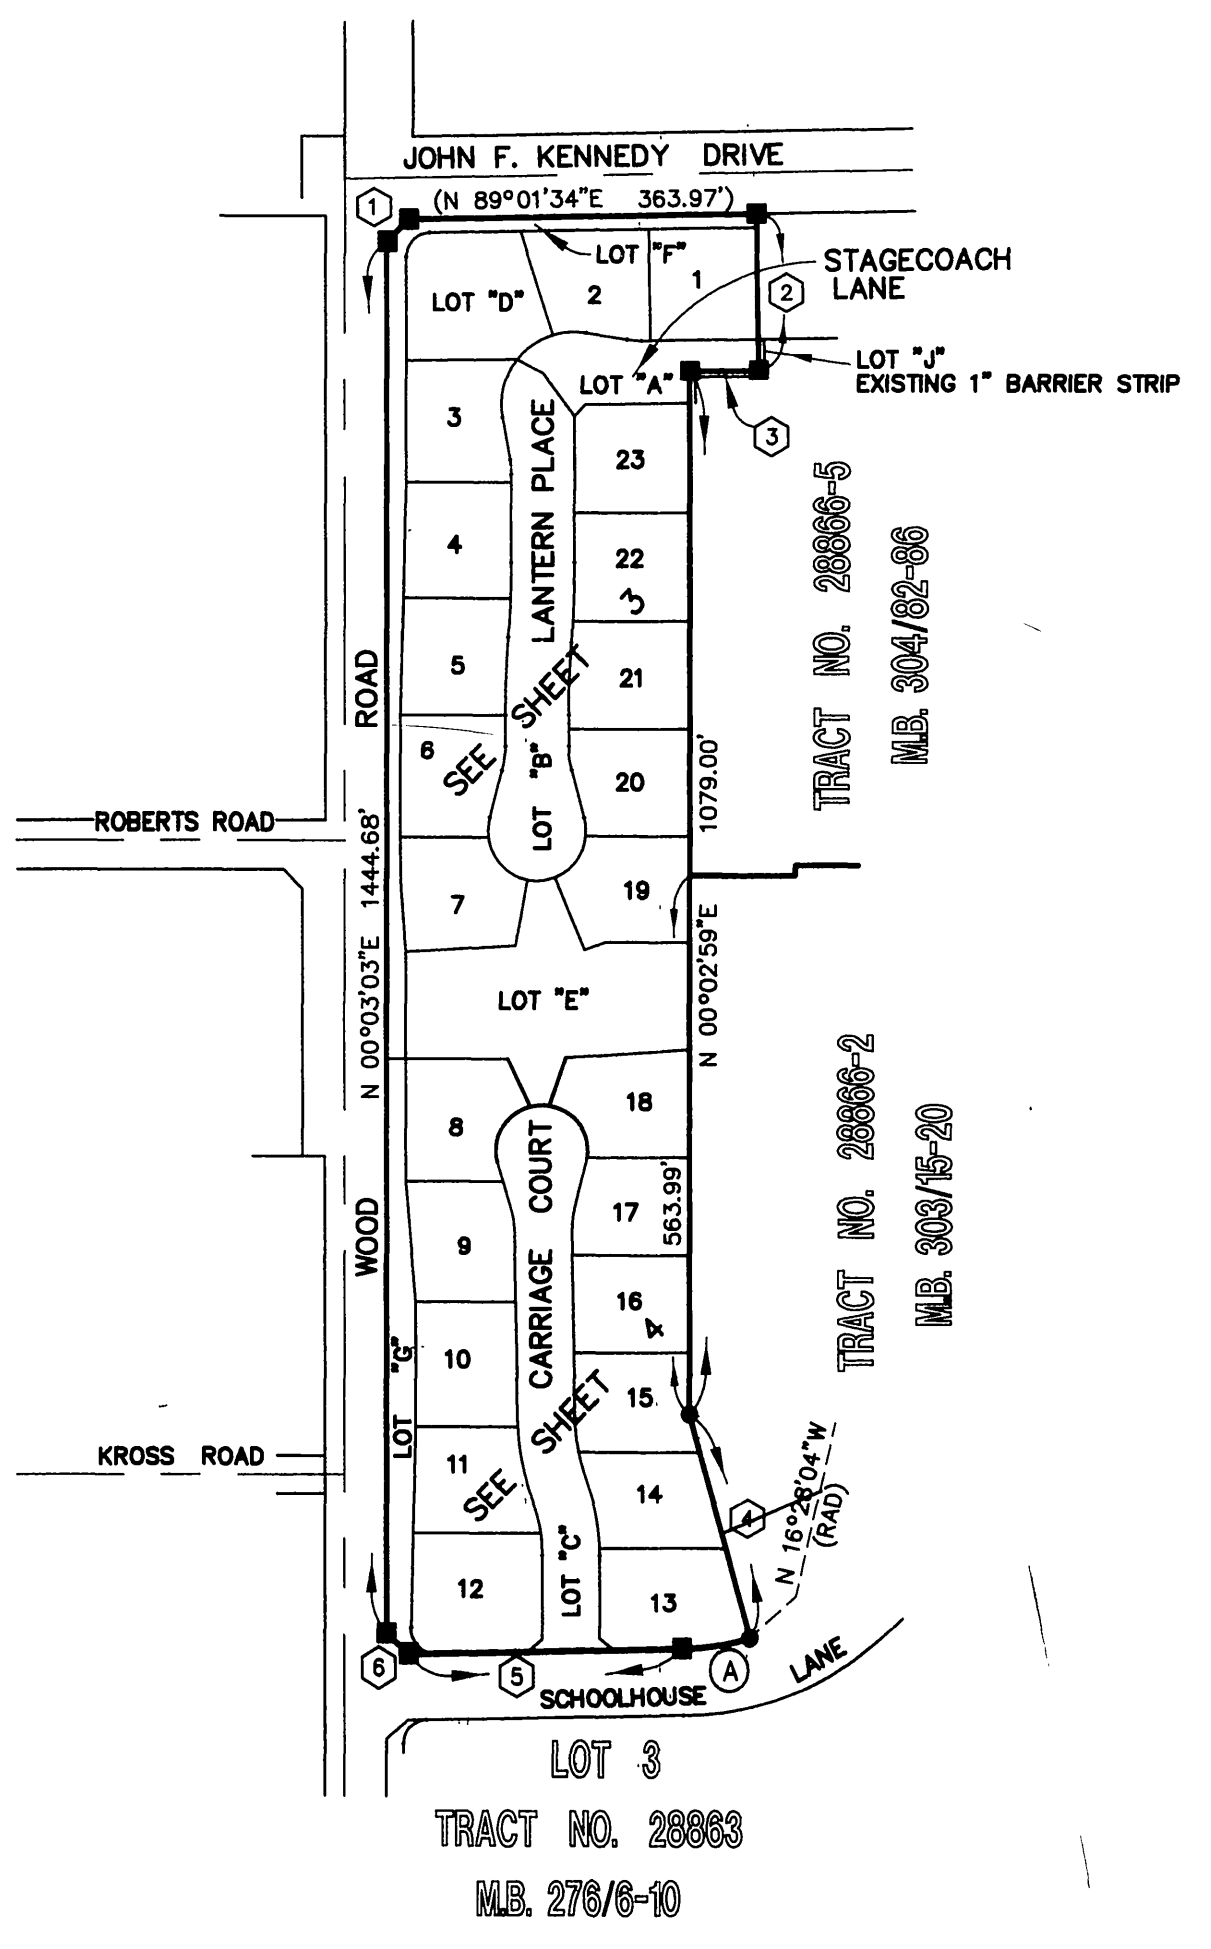 JOHN F. KENNEDY DRIVE
(N 89°01'34"E 363.97')
1
LOT "F"
STAGECOACH
LANE
2
LOT "D"
2
1
LOT "J"
EXISTING 1" BARRIER STRIP
LOT "A"
3
3
23
LANTERN PLACE
4
22
3
5
21
SEE SHEET
6
20
LOT "B"
TRACT NO. 28866-5
M.B. 304/82-86
1079.00'
ROBERTS ROAD
WOOD ROAD
N 00°03'03"E 1444.68'
7
19
N 00°02'59"E
LOT "E"
8
18
TRACT NO. 28866-2
M.B. 303/15-20
CARRIAGE COURT
563.99'
9
17
16
4
10
15
LOT "G"
SEE SHEET
KROSS ROAD
11
14
4
N 16°28'04"W
(RAD)
12
LOT "C"
13
6
5
A
SCHOOLHOUSE LANE
LOT 3
TRACT NO. 28863
M.B. 276/6-10